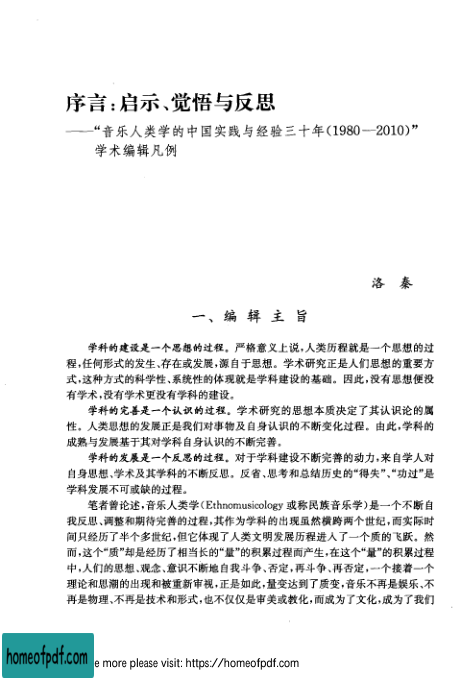 序言：启示、觉悟与反思
——“音乐人类学的中国实践与经验三十年(1980—2010)”
学术编辑凡例
洛 秦
一、编 辑 主 旨
学科的建设是一个思想的过程。严格意义上说，人类历程就是一个思想的过
程，任何形式的发生、存在或发展，源自于思想。学术研究正是人们思想的重要方
式，这种方式的科学性、系统性的体现就是学科建设的基础。因此，没有思想便没
有学术，没有学术更没有学科的建设。
学科的完善是一个认识的过程。学术研究的思想本质决定了其认识论的属
性。人类思想的发展正是我们对事物及自身认识的不断变化过程。由此，学科的
成熟与发展基于其对学科自身认识的不断完善。
学科的发展是一个反思的过程。对于学科建设不断完善的动力，来自学人对
自身思想、学术及其学科的不断反思。反省、思考和总结历史的“得失”、“功过”是
学科发展不可或缺的过程。
笔者曾论述，音乐人类学(Ethnomusicology 或称民族音乐学)是一个不断自
我反思、调整和期待完善的过程，其作为学科的出现虽然横跨两个世纪，而实际时
间只经历了半个多世纪，但它体现了人类文明发展历程进入了一个质的飞跃。然
而，这个“质”却是经历了相当长的“量”的积累过程而产生，在这个“量”的积累过程
中，人们的思想、观念、意识不断地自我斗争、否定，再斗争、再否定，一个接着一个
理论和思潮的出现和被重新审视，正是如此，量变达到了质变，音乐不再是娱乐、不
再是物理、不再是技术和形式，也不仅仅是审美或教化，而成为了文化，成为了我们
homeofpdf.com
e more please visit: https://homeofpdf.com